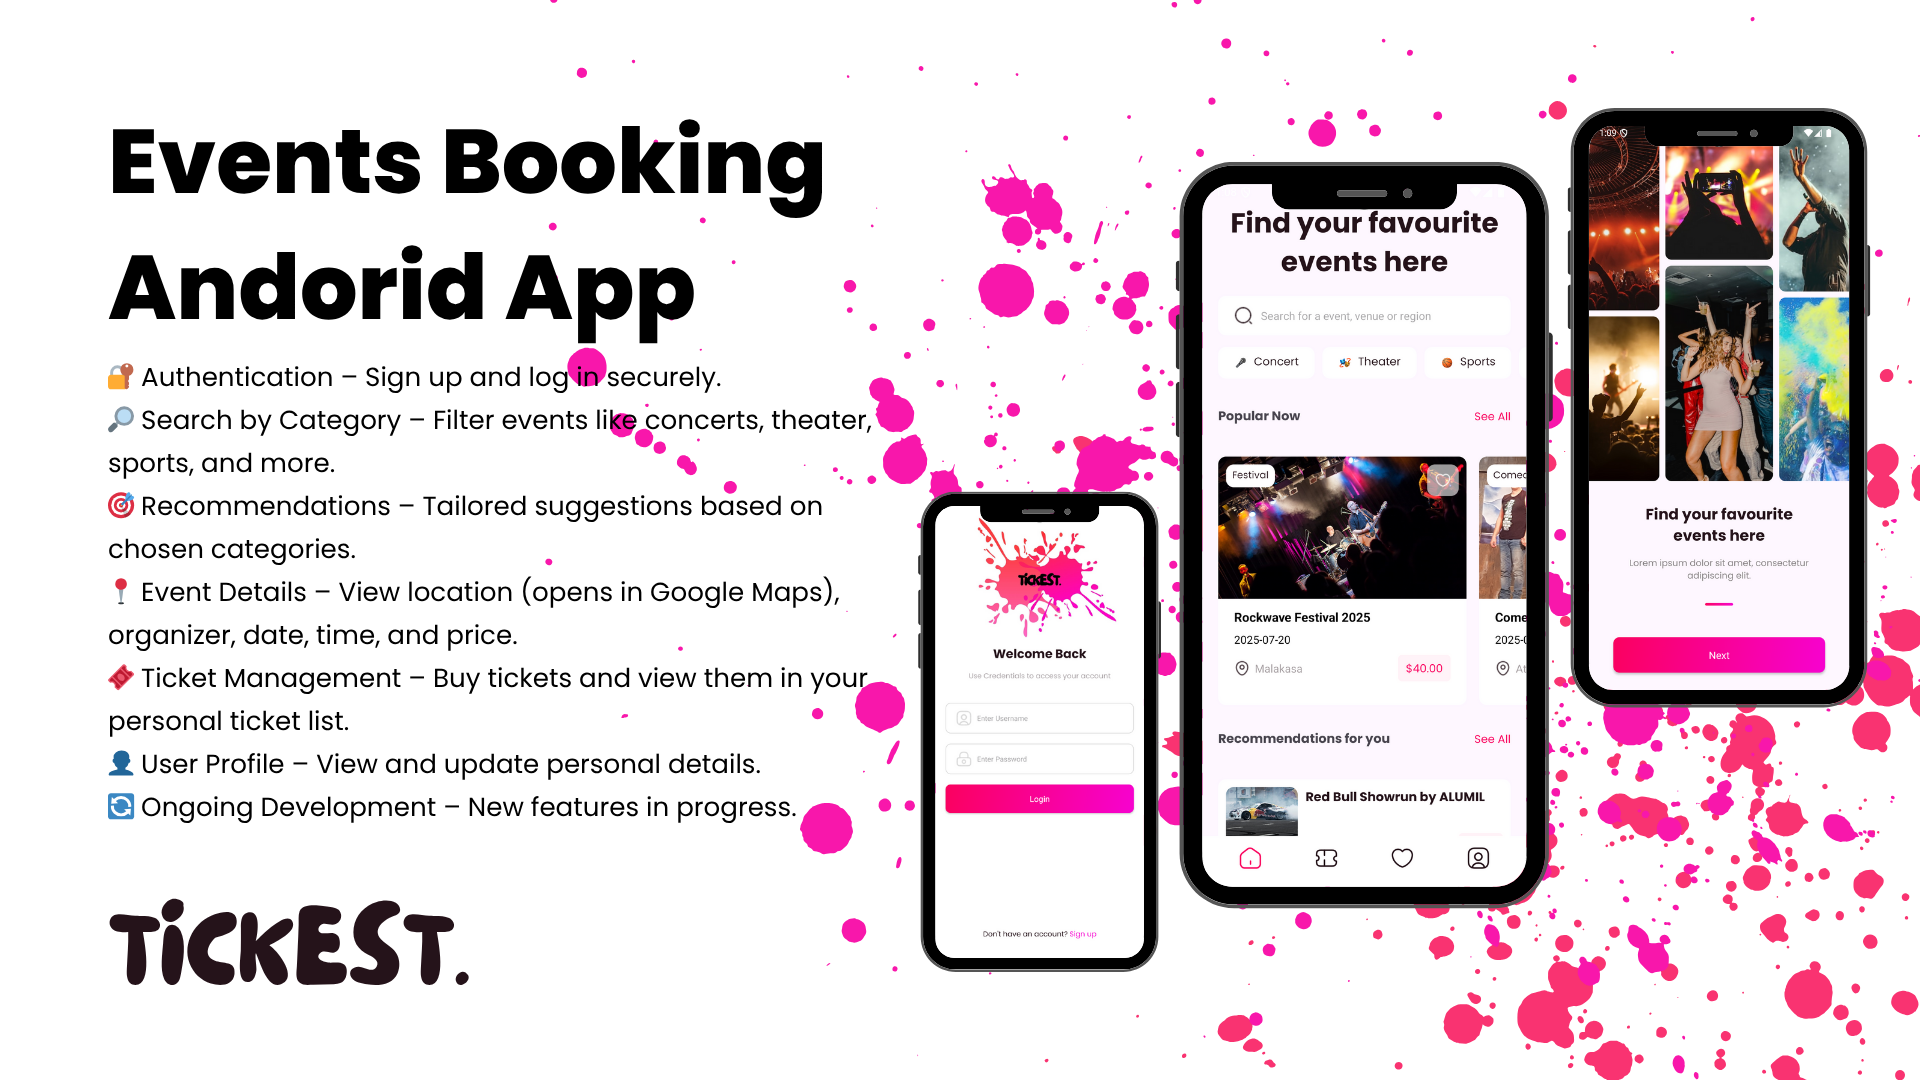 Events Booking
Andorid App
🔐 Authentication – Sign up and log in securely.
🔎 Search by Category – Filter events like concerts, theater,
sports, and more.
🎯 Recommendations – Tailored suggestions based on
chosen categories.
📍 Event Details – View location (opens in Google Maps),
organizer, date, time, and price.
🎟️ Ticket Management – Buy tickets and view them in your
personal ticket list.
👤 User Profile – View and update personal details.
🔄 Ongoing Development – New features in progress.
TiCKEST.
TiCKEST.
Welcome Back
Use Credentials to access your account
Enter Username
Enter Password
Login
Don't have an account? Sign up
Find your favourite
events here
Search for a event, venue or region
Concert Theater Sports
Popular Now See All
Festival Comed
Rockwave Festival 2025 Come
2025-07-20 2025-0
Malakasa $40.00 At
Recommendations for you See All
Red Bull Showrun by ALUMIL
1:09
Find your favourite
events here
Lorem ipsum dolor sit amet, consectetur
adipiscing elit.
Next